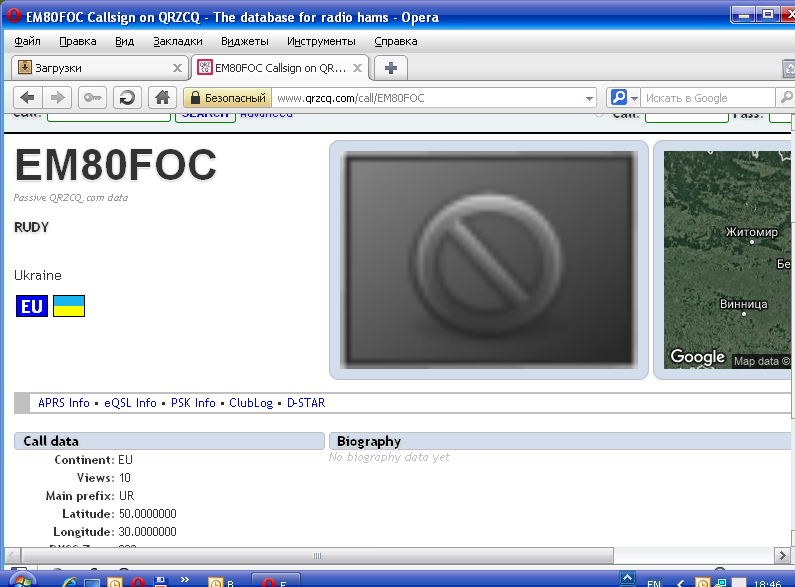 EM80FOC Callsign on QRZCQ - The database for radio hams - Opera
Файл Правка Вид Закладки Виджеты Инструменты Справка
Загрузки EM80FOC Callsign on QR...
Безопасный www.qrzcq.com/call/EM80FOC Искать в Google
Call: SEARCH Advanced Call: Pass:
EM80FOC
Passive QRZCQ.com data
RUDY
Ukraine
EU
Житомир
Бе
Винница
Google Map data ©
APRS Info • eQSL Info • PSK Info • ClubLog • D-STAR
Call data Biography
Continent: EU No biography data yet
Views: 10
Main prefix: UR
Latitude: 50.0000000
Longitude: 30.0000000
EN 18:46